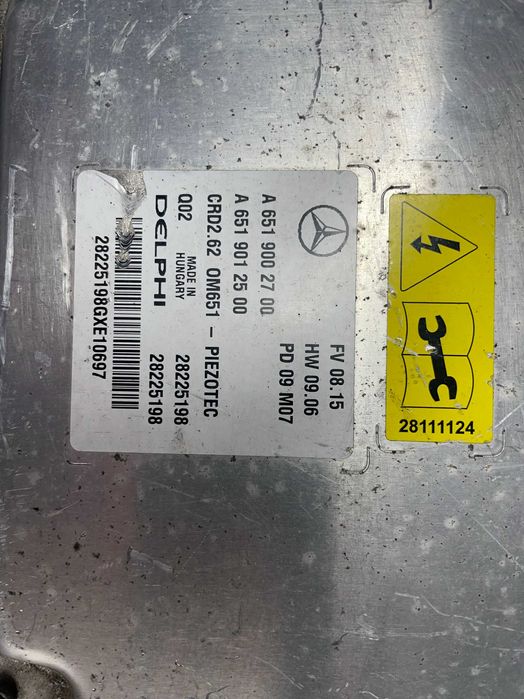 FV 08.15
HW 09.06
PD 09 M07
A 651 900 27 00
A 651 901 25 00
CRD2.62 OM651 - PIEZOTEC
QD2
MADE IN
HUNGARY
28225198
DELPHI
28225198
28225198GXE10697
28111124